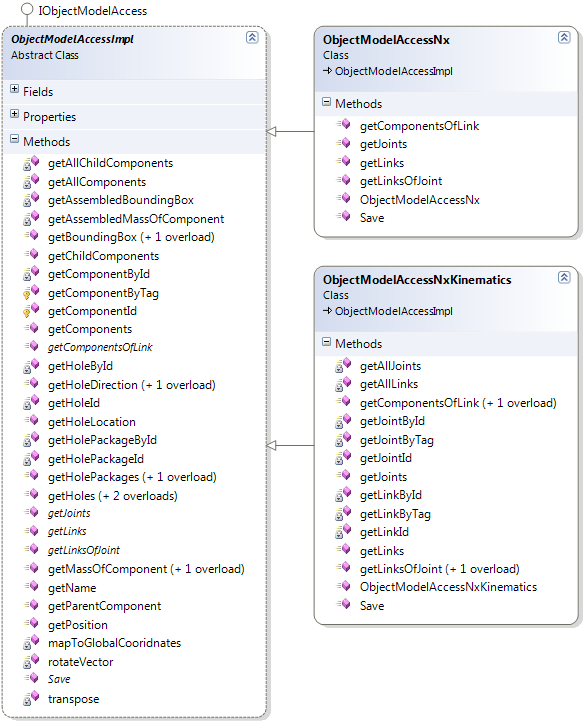 IObjectModelAccess
ObjectModelAccessImpl
Abstract Class
Fields
Properties
Methods
getAllChildComponents
getAllComponents
getAssembledBoundingBox
getAssembledMassOfComponent
getBoundingBox (+ 1 overload)
getChildComponents
getComponentById
getComponentByTag
getComponentId
getComponents
getComponentsOfLink
getHoleById
getHoleDirection (+ 1 overload)
getHoleId
getHoleLocation
getHolePackageById
getHolePackageId
getHolePackages (+ 1 overload)
getHoles (+ 2 overloads)
getJoints
getLinks
getLinksOfJoint
getMassOfComponent (+ 1 overload)
getName
getParentComponent
getPosition
mapToGlobalCooridnates
rotateVector
Save
transpose
ObjectModelAccessNx
Class
ObjectModelAccessImpl
Methods
getComponentsOfLink
getJoints
getLinks
getLinksOfJoint
ObjectModelAccessNx
Save
ObjectModelAccessNxKinematics
Class
ObjectModelAccessImpl
Methods
getAllJoints
getAllLinks
getComponentsOfLink (+ 1 overload)
getJointById
getJointByTag
getJointId
getJoints
getLinkById
getLinkByTag
getLinkId
getLinks
getLinksOfJoint (+ 1 overload)
ObjectModelAccessNxKinematics
Save